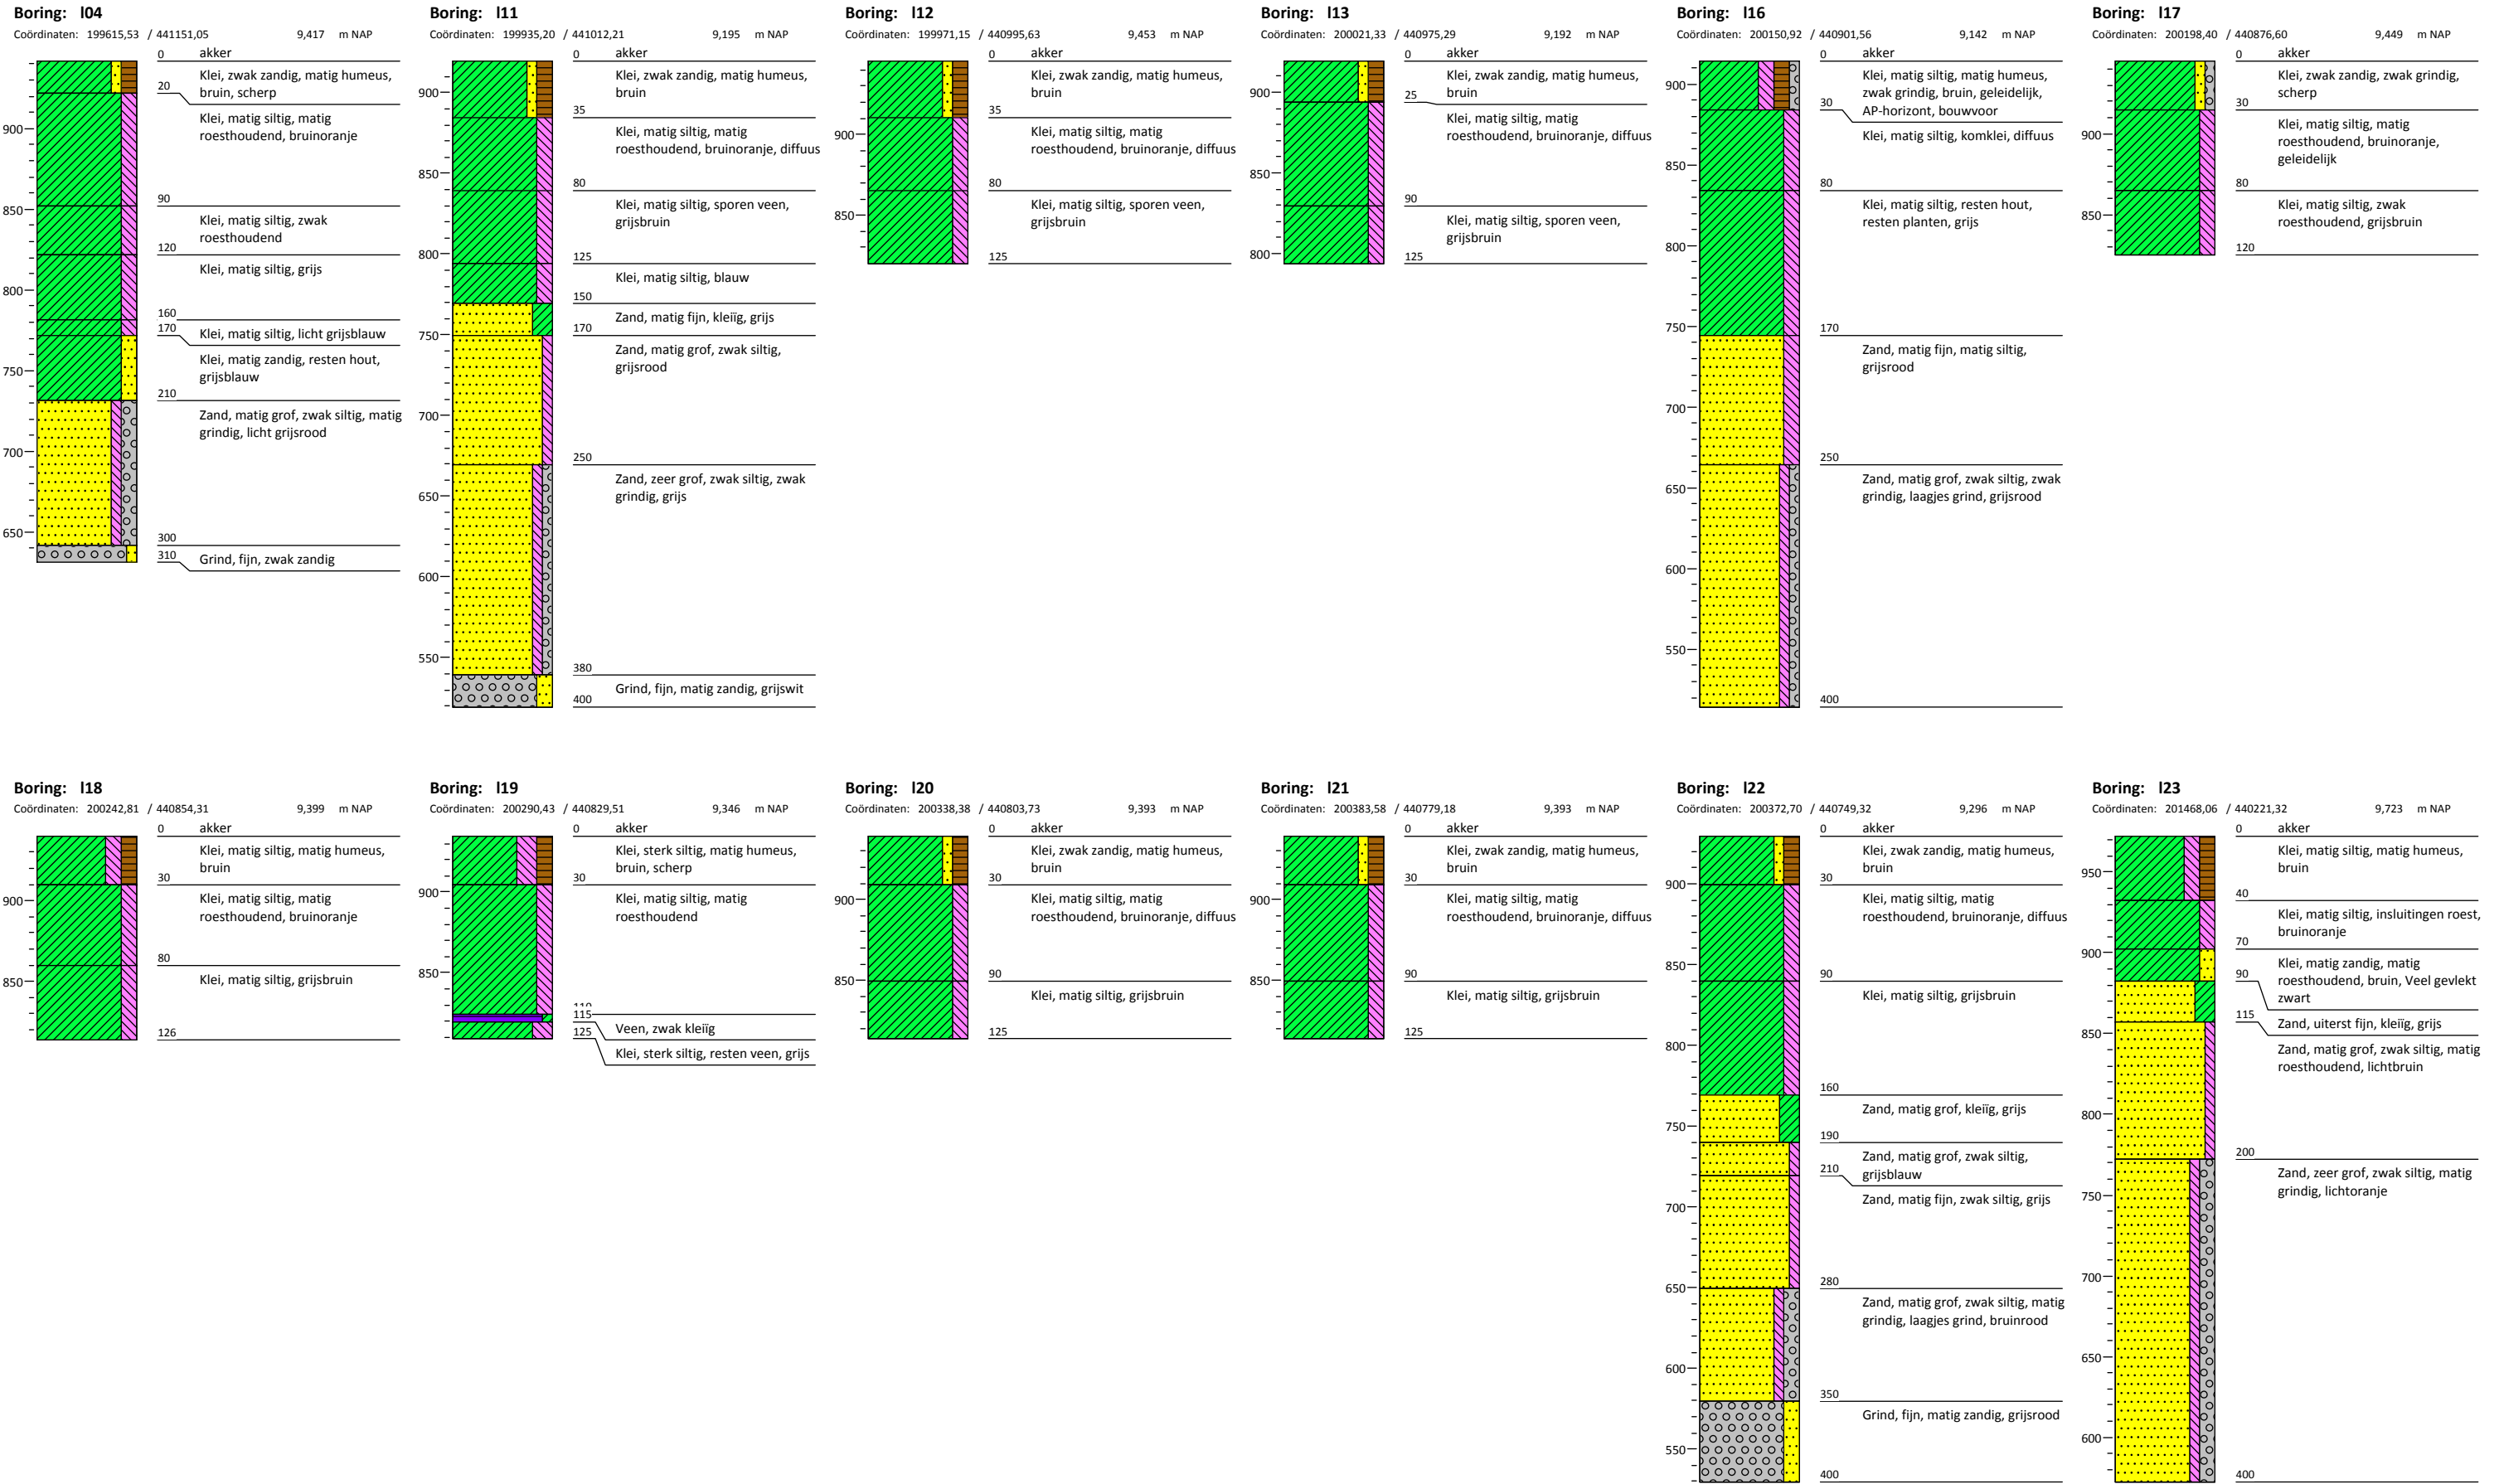 Boring: l04
Coördinaten: 199615,53 / 441151,05 9,417 m NAP
0 akker
Klei, zwak zandig, matig humeus,
bruin, scherp
20
Klei, matig siltig, matig
roesthoudend, bruinoranje
90
Klei, matig siltig, zwak
roesthoudend
120
Klei, matig siltig, grijs
160
170
Klei, matig siltig, licht grijsblauw
Klei, matig zandig, resten hout,
grijsblauw
210
Zand, matig grof, zwak siltig, matig
grindig, licht grijsrood
300
310
Grind, fijn, zwak zandig
900
850
800
750
700
650
Boring: l11
Coördinaten: 199935,20 / 441012,21 9,195 m NAP
0 akker
Klei, zwak zandig, matig humeus,
bruin
35
Klei, matig siltig, matig
roesthoudend, bruinoranje, diffuus
80
Klei, matig siltig, sporen veen,
grijsbruin
125
Klei, matig siltig, blauw
150
Zand, matig fijn, kleiïg, grijs
170
Zand, matig grof, zwak siltig,
grijsrood
250
Zand, zeer grof, zwak siltig, zwak
grindig, grijs
380
Grind, fijn, matig zandig, grijswit
400
900
850
800
750
700
650
600
550
Boring: l12
Coördinaten: 199971,15 / 440995,63 9,453 m NAP
0 akker
Klei, zwak zandig, matig humeus,
bruin
35
Klei, matig siltig, matig
roesthoudend, bruinoranje, diffuus
80
Klei, matig siltig, sporen veen,
grijsbruin
125
900
850
Boring: l13
Coördinaten: 200021,33 / 440975,29 9,192 m NAP
0 akker
Klei, zwak zandig, matig humeus,
bruin
25
Klei, matig siltig, matig
roesthoudend, bruinoranje, diffuus
90
Klei, matig siltig, sporen veen,
grijsbruin
125
900
850
800
Boring: l16
Coördinaten: 200150,92 / 440901,56 9,142 m NAP
0 akker
Klei, matig siltig, matig humeus,
zwak grindig, bruin, geleidelijk,
AP-horizont, bouwvoor
30
Klei, matig siltig, komklei, diffuus
80
Klei, matig siltig, resten hout,
resten planten, grijs
170
Zand, matig fijn, matig siltig,
grijsrood
250
Zand, matig grof, zwak siltig, zwak
grindig, laagjes grind, grijsrood
400
900
850
800
750
700
650
600
550
Boring: l17
Coördinaten: 200198,40 / 440876,60 9,449 m NAP
0 akker
Klei, zwak zandig, zwak grindig,
scherp
30
Klei, matig siltig, matig
roesthoudend, bruinoranje,
geleidelijk
80
Klei, matig siltig, zwak
roesthoudend, grijsbruin
120
900
850
Boring: l18
Coördinaten: 200242,81 / 440854,31 9,399 m NAP
0 akker
Klei, matig siltig, matig humeus,
bruin
30
Klei, matig siltig, matig
roesthoudend, bruinoranje
80
Klei, matig siltig, grijsbruin
126
900
850
Boring: l19
Coördinaten: 200290,43 / 440829,51 9,346 m NAP
0 akker
Klei, sterk siltig, matig humeus,
bruin, scherp
30
Klei, matig siltig, matig
roesthoudend
110
115
Veen, zwak kleiïg
125
Klei, sterk siltig, resten veen, grijs
900
850
Boring: l20
Coördinaten: 200338,38 / 440803,73 9,393 m NAP
0 akker
Klei, zwak zandig, matig humeus,
bruin
30
Klei, matig siltig, matig
roesthoudend, bruinoranje, diffuus
90
Klei, matig siltig, grijsbruin
125
900
850
Boring: l21
Coördinaten: 200383,58 / 440779,18 9,393 m NAP
0 akker
Klei, zwak zandig, matig humeus,
bruin
30
Klei, matig siltig, matig
roesthoudend, bruinoranje, diffuus
90
Klei, matig siltig, grijsbruin
125
900
850
Boring: l22
Coördinaten: 200372,70 / 440749,32 9,296 m NAP
0 akker
Klei, zwak zandig, matig humeus,
bruin
30
Klei, matig siltig, matig
roesthoudend, bruinoranje, diffuus
90
Klei, matig siltig, grijsbruin
160
Zand, matig grof, kleiïg, grijs
190
Zand, matig grof, zwak siltig,
grijsblauw
210
Zand, matig fijn, zwak siltig, grijs
280
Zand, matig grof, zwak siltig, matig
grindig, laagjes grind, bruinrood
350
Grind, fijn, matig zandig, grijsrood
400
900
850
800
750
700
650
600
550
Boring: l23
Coördinaten: 201468,06 / 440221,32 9,723 m NAP
0 akker
Klei, matig siltig, matig humeus,
bruin
40
Klei, matig siltig, insluitingen roest,
bruinoranje
70
Klei, matig zandig, matig
roesthoudend, bruin, Veel gevlekt
zwart
90
Zand, uiterst fijn, kleiïg, grijs
115
Zand, matig grof, zwak siltig, matig
roesthoudend, lichtbruin
200
Zand, zeer grof, zwak siltig, matig
grindig, lichtoranje
400
950
900
850
800
750
700
650
600